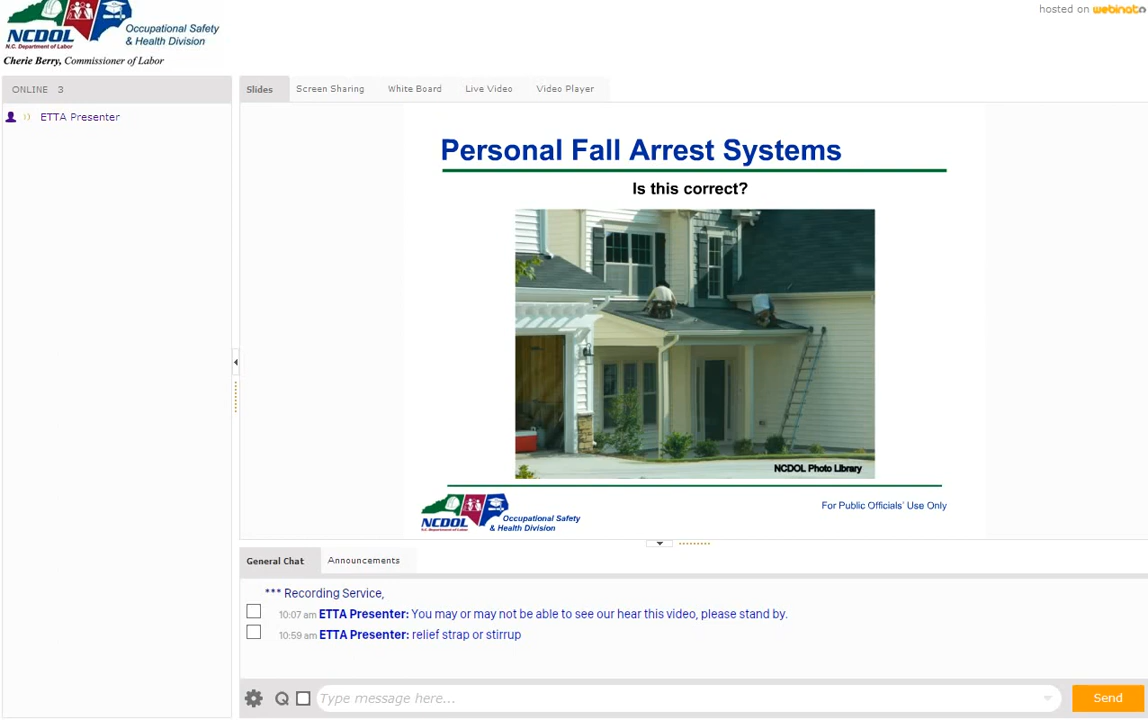 hosted on webinato
NCDOL
N.C. Department of Labor
Occupational Safety
& Health Division
Cherie Berry, Commissioner of Labor
ONLINE 3
ETTA Presenter
Slides Screen Sharing White Board Live Video Video Player
Personal Fall Arrest Systems
Is this correct?
NCDOL Photo Library
NCDOL
N.C. Department of Labor
Occupational Safety
& Health Division
For Public Officials' Use Only
General Chat Announcements
*** Recording Service,
10:07 am ETTA Presenter: You may or may not be able to see our hear this video, please stand by.
10:59 am ETTA Presenter: relief strap or stirrup
Q Type message here... Send